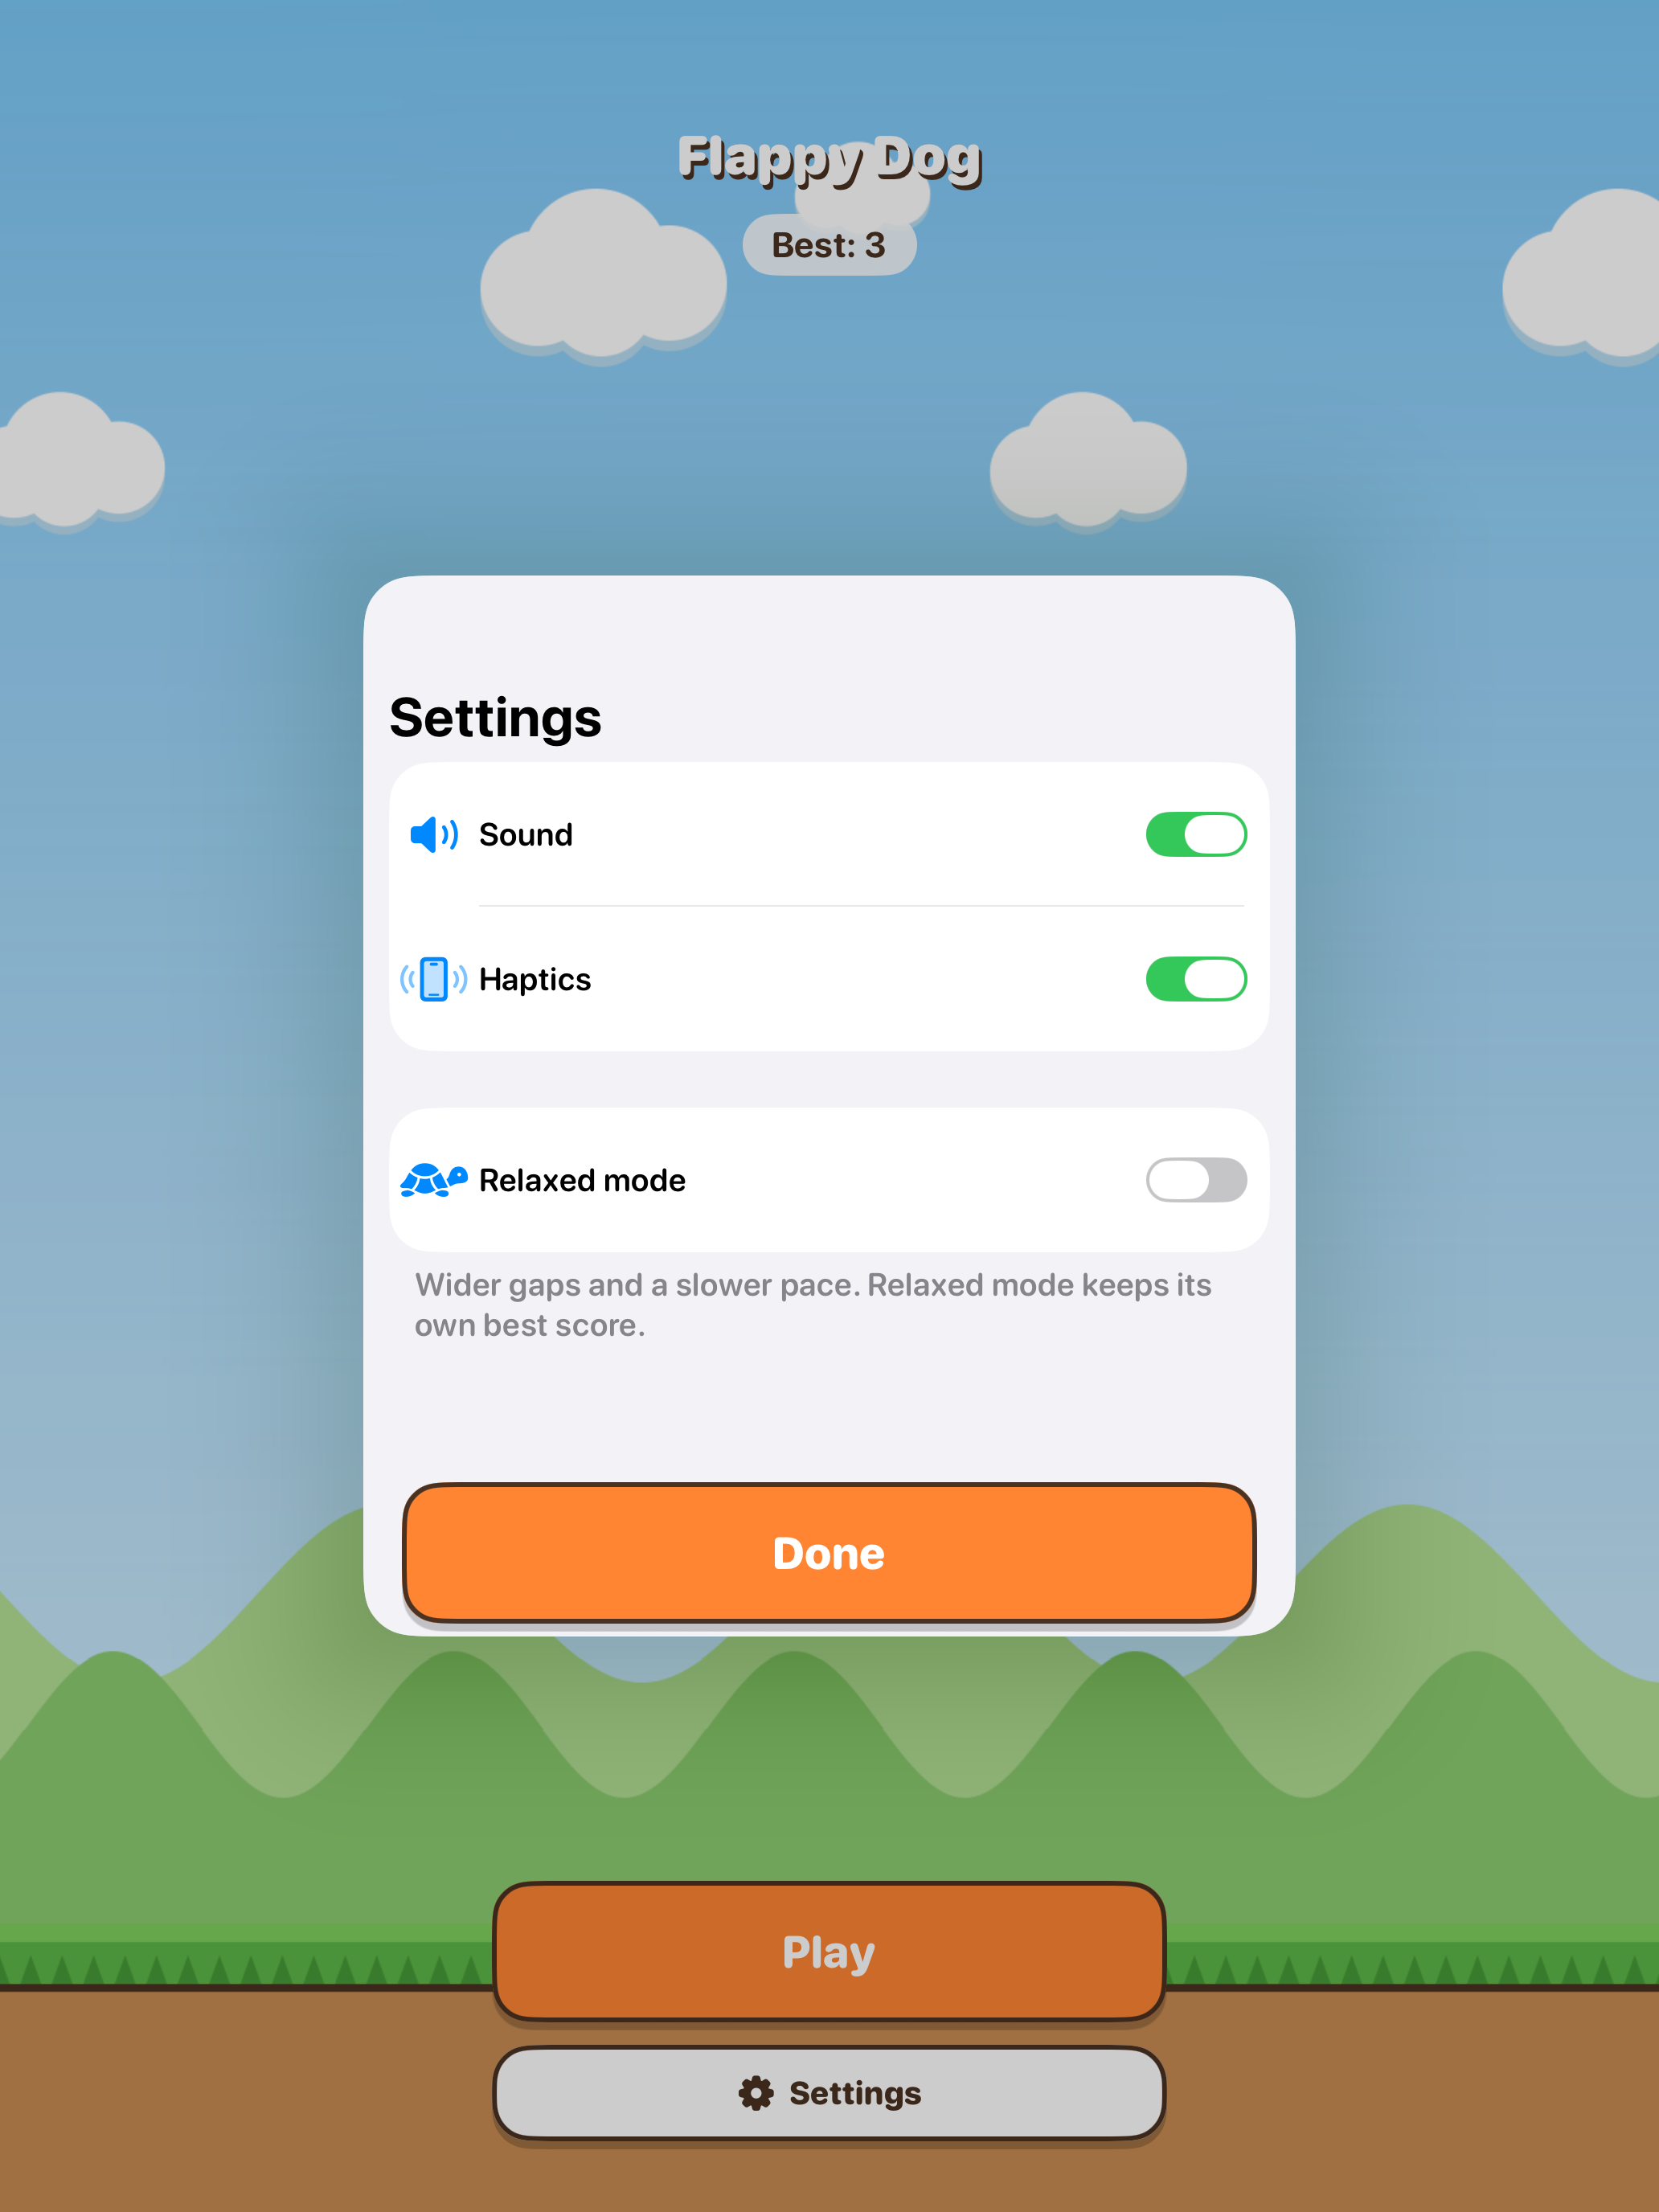 Flappy Dog
Best: 3
Settings
Sound
Haptics
Relaxed mode
Wider gaps and a slower pace. Relaxed mode keeps its
own best score.
Done
Play
Settings